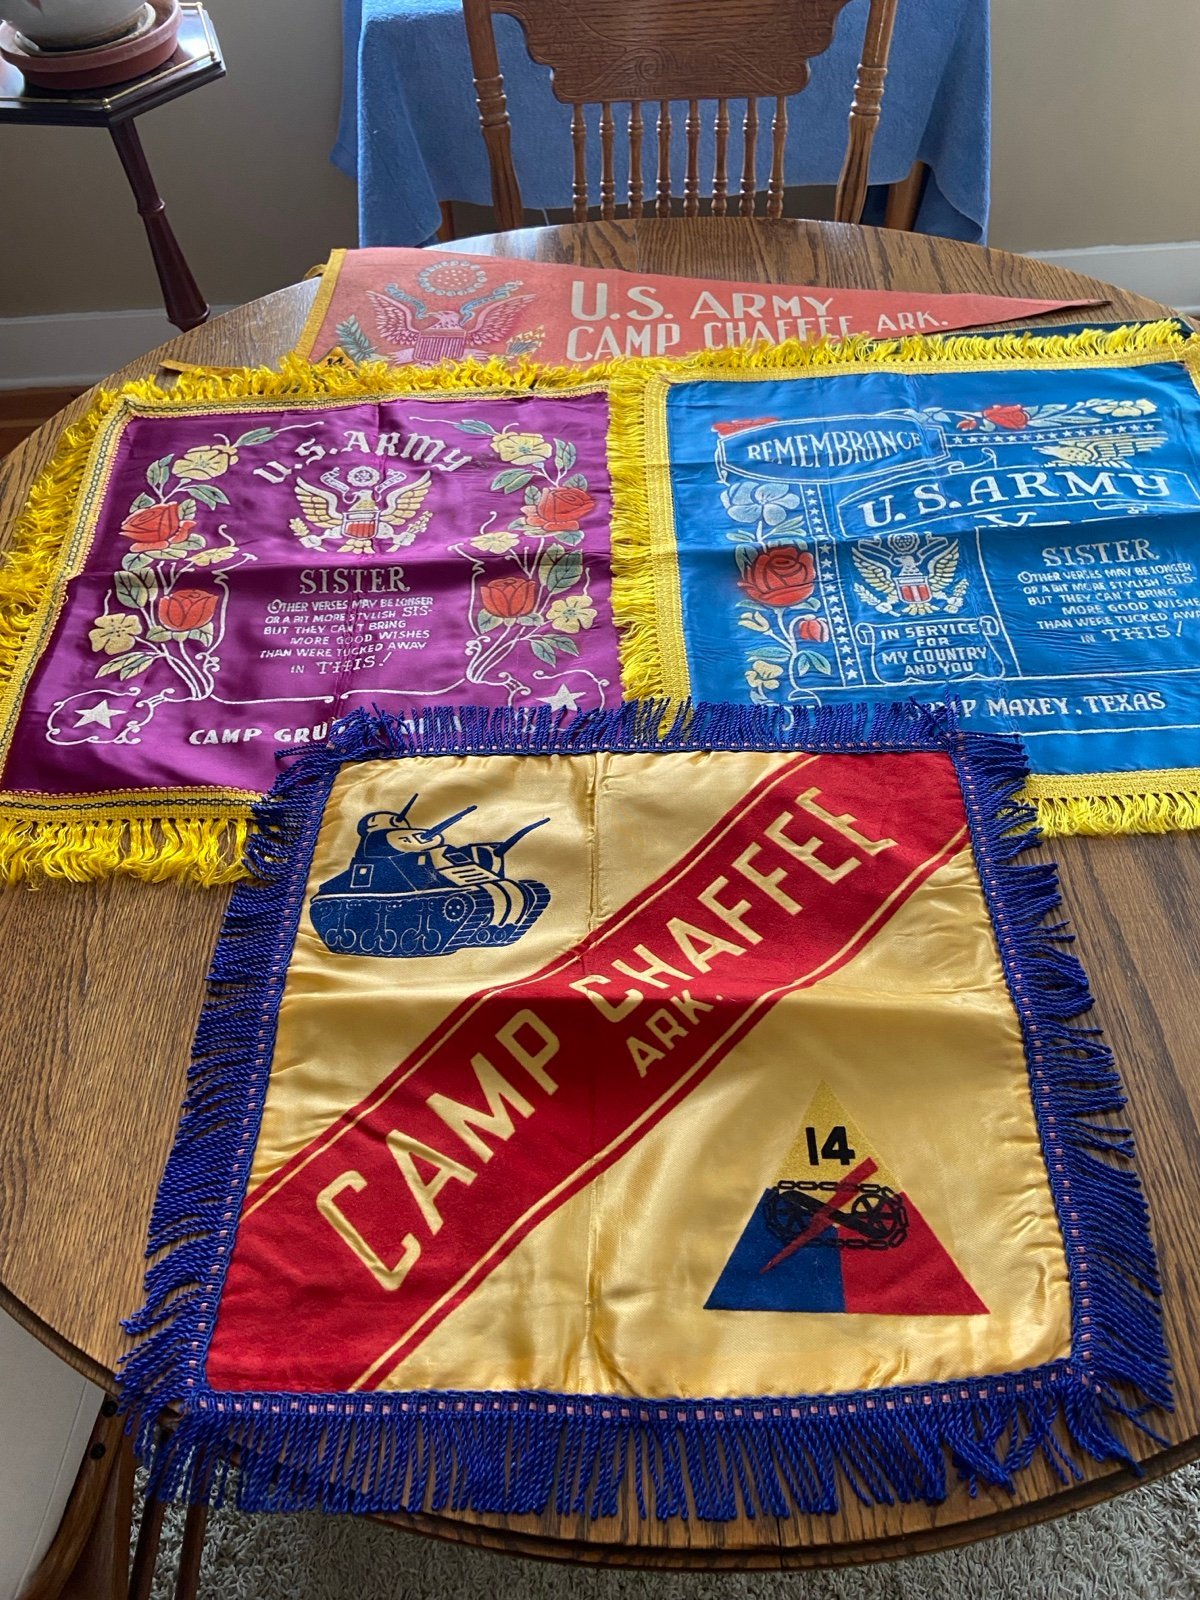 U.S. ARMY
CAMP CHAFFEE, ARK.
14
U.S. ARMY
SISTER
OTHER VERSES MAY BE LONGER
OR A BIT MORE STYLISH SIS-
BUT THEY CAN'T BRING
MORE GOOD WISHES
THAN WERE TUCKED AWAY
IN THIS!
CAMP
REMEMBRANCE
U.S. ARMY
SISTER
OTHER VERSES MAY BE LONGER
OR A BIT MORE STYLISH SIS-
BUT THEY CAN'T BRING
MORE GOOD WISHES
THAN WERE TUCKED AWAY
IN THIS!
IN SERVICE
FOR
MY COUNTRY
AND YOU
MAXEY, TEXAS
CAMP CHAFFEE
ARK.
14